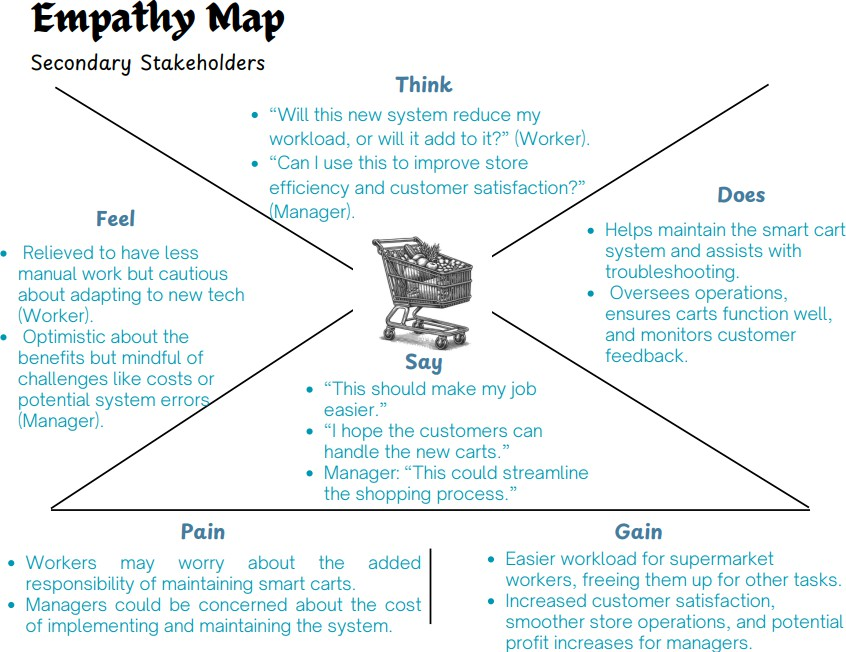 Empathy Map
Secondary Stakeholders
Think
• “Will this new system reduce my
workload, or will it add to it?” (Worker).
• “Can I use this to improve store
efficiency and customer satisfaction?”
(Manager).
Feel
• Relieved to have less
manual work but cautious
about adapting to new tech
(Worker).
• Optimistic about the
benefits but mindful of
challenges like costs or
potential system errors
(Manager).
Does
• Helps maintain the smart cart
system and assists with
troubleshooting.
• Oversees operations,
ensures carts function well,
and monitors customer
feedback.
Say
• “This should make my job
easier.”
• “I hope the customers can
handle the new carts.”
• Manager: “This could streamline
the shopping process.”
Pain
• Workers may worry about the added
responsibility of maintaining smart carts.
• Managers could be concerned about the cost
of implementing and maintaining the system.
Gain
• Easier workload for supermarket
workers, freeing them up for other tasks.
• Increased customer satisfaction,
smoother store operations, and potential
profit increases for managers.